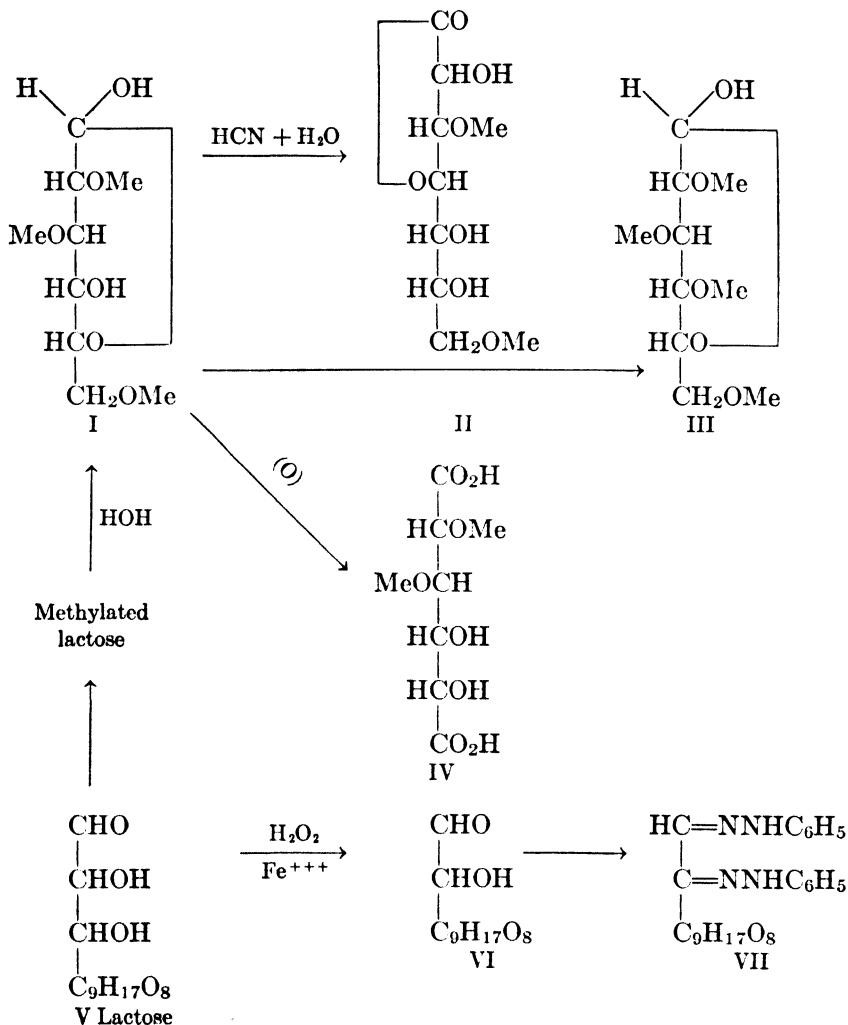 CO
H OH
CHOH
H OH
C
HCN + H₂O
HCOMe
C
HCOMe
OCH
HCOMe
MeOCH
HCOH
MeOCH
HCOH
HCOH
HCOMe
HCO
CH₂OMe
HCO
CH₂OMe
CH₂OMe
I
II
III
(O)
CO₂H
HOH
HCOMe
MeOCH
Methylated
lactose
HCOH
HCOH
CO₂H
IV
CHO
H₂O₂
Fe⁺⁺⁺
CHO
HC=NNHC₆H₅
CHOH
CHOH
C=NNHC₆H₅
CHOH
C₉H₁₇O₈
C₉H₁₇O₈
VI
VII
C₉H₁₇O₈
V Lactose